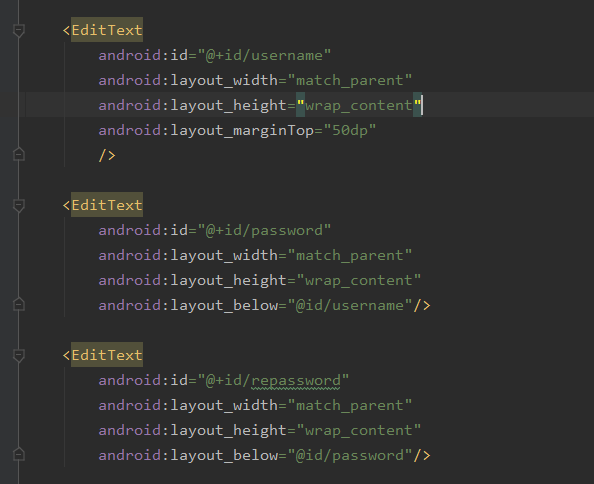 <EditText
android:id="@+id/username"
android:layout_width="match_parent"
android:layout_height="wrap_content"
android:layout_marginTop="50dp"
/>
<EditText
android:id="@+id/password"
android:layout_width="match_parent"
android:layout_height="wrap_content"
android:layout_below="@id/username"/>
<EditText
android:id="@+id/repassword"
android:layout_width="match_parent"
android:layout_height="wrap_content"
android:layout_below="@id/password"/>